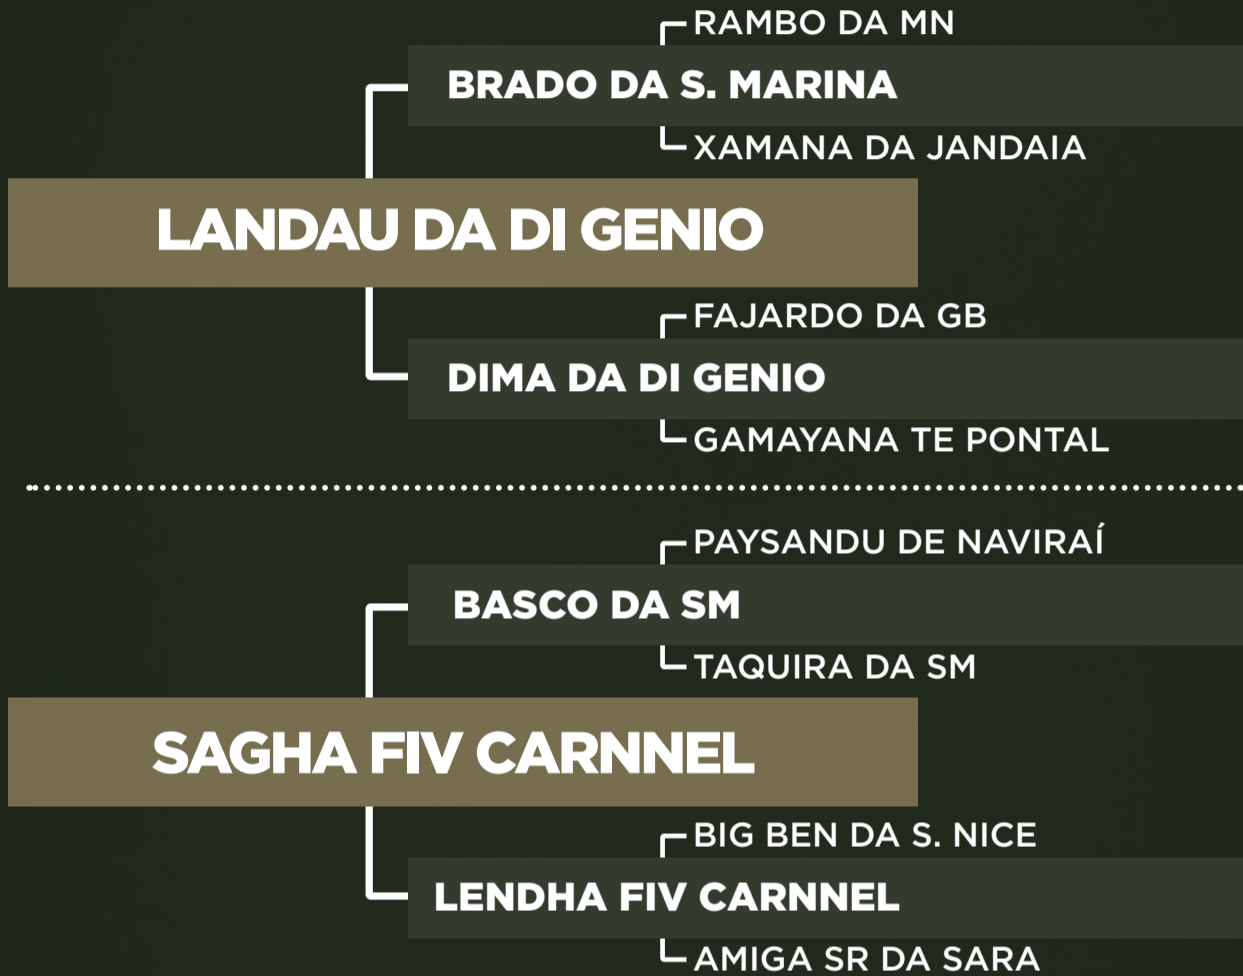 RAMBO DA MN
BRADO DA S. MARINA
XAMANA DA JANDAIA
LANDAU DA DI GENIO
FAJARDO DA GB
DIMA DA DI GENIO
GAMAYANA TE PONTAL
PAYSANDU DE NAVIRAÍ
BASCO DA SM
TAQUIRA DA SM
SAGHA FIV CARNNEL
BIG BEN DA S. NICE
LENDHA FIV CARNNEL
AMIGA SR DA SARA